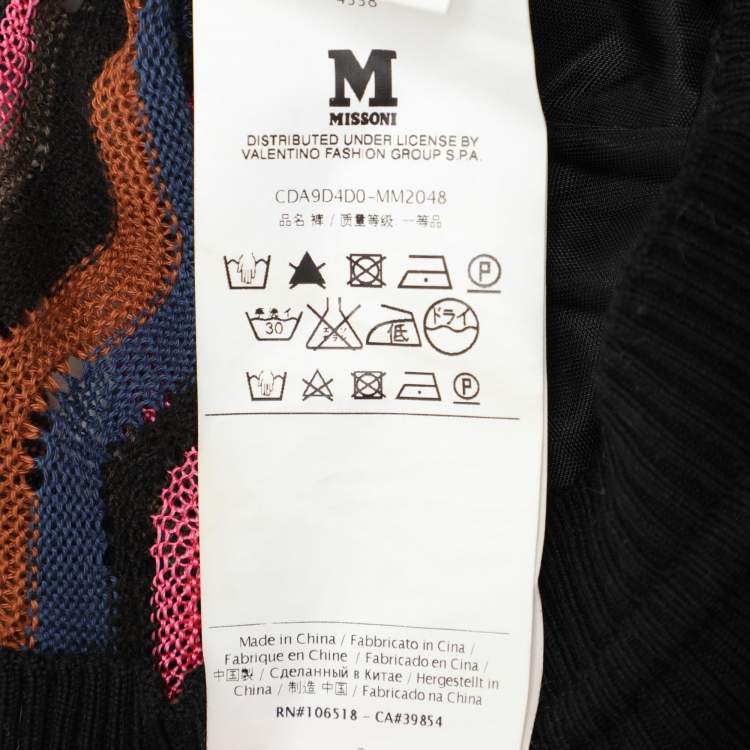 4338
M
MISSONI
DISTRIBUTED UNDER LICENSE BY
VALENTINO FASHION GROUP S.P.A.
CDA9D4D0-MM2048
品名 裤 / 质量等级: 一等品
P
30 低 ドライ
P
Made in China / Fabbricato in Cina /
Fabrique en Chine / Fabricado en Cina /
中国製 / Сделанный в Китае / Hergestellt in
China / 制造 中国 / Fabricado na China
RN#106518 - CA#39854